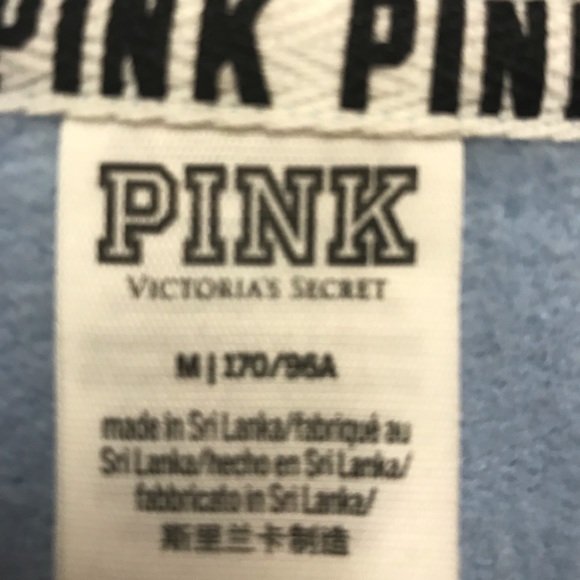 PINK PINK
PINK
VICTORIA'S SECRET
M | 170/96A
made in Sri Lanka/fabriqué au
Sri Lanka/hecho en Sri Lanka/
fabbricato in Sri Lanka/
斯里兰卡制造